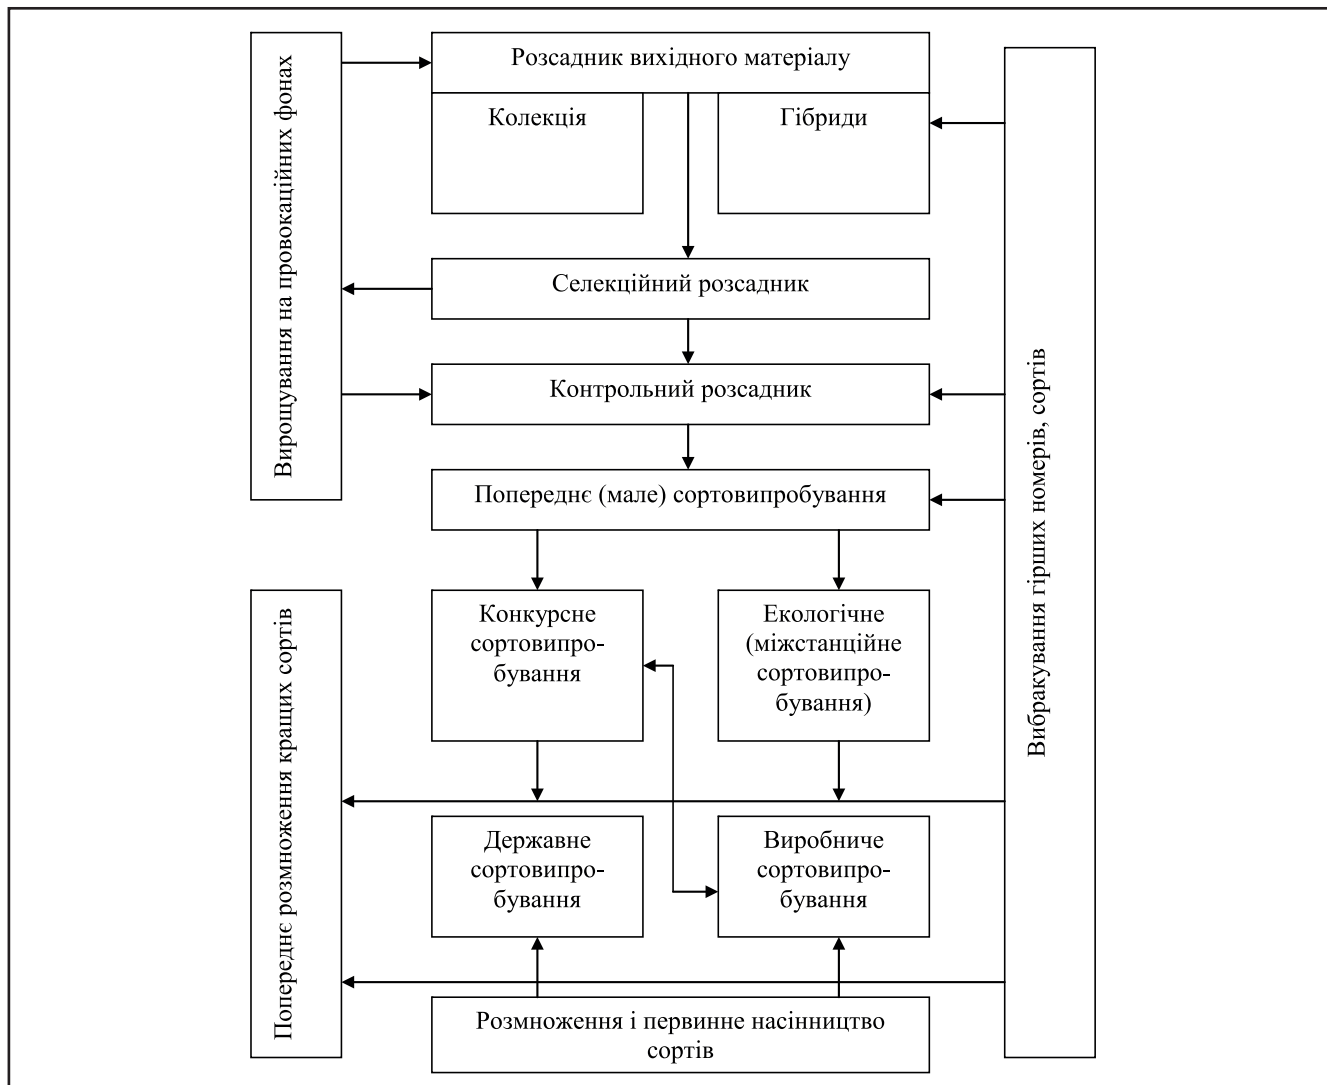 Вирощування на провокаційних фонах
Розсадник вихідного матеріалу
Колекція
Гібриди
Селекційний розсадник
Контрольний розсадник
Попереднє (мале) сортовипробування
Вибракування гірших номерів, сортів
Попереднє розмноження кращих сортів
Конкурсне
сортовипро-
бування
Екологічне
(міжстанційне
сортовипро-
бування)
Державне
сортовипро-
бування
Виробниче
сортовипро-
бування
Розмноження і первинне насінництво
сортів